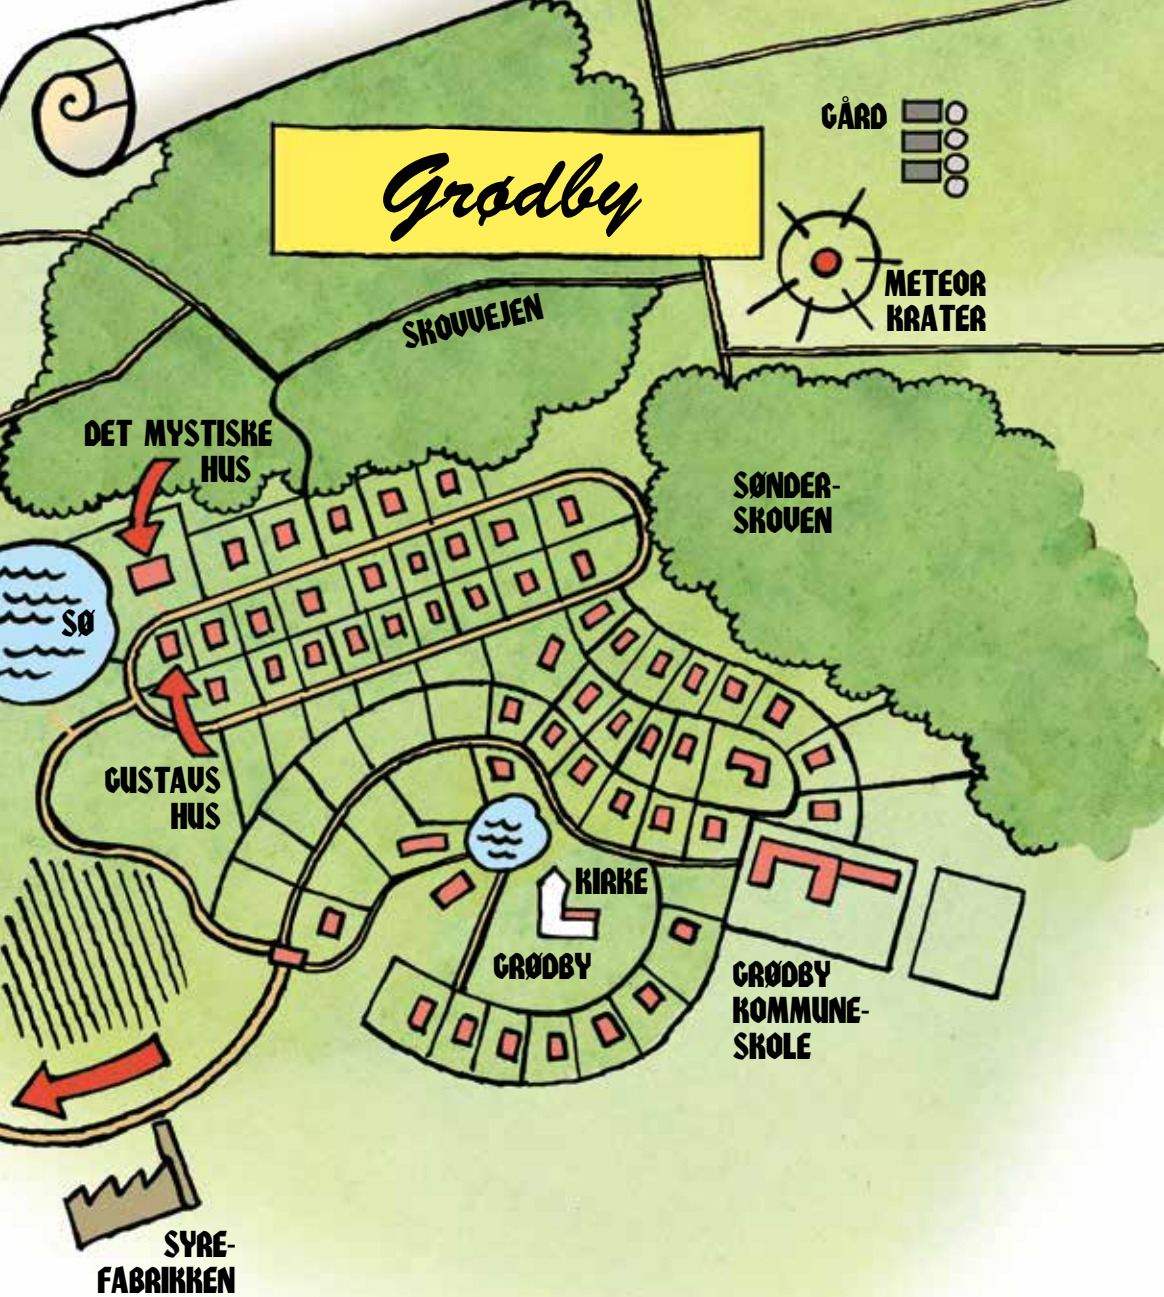 GÅRD
Grødby
METEOR
KRATER
SKOVVEJEN
DET MYSTISKE
HUS
SØNDER-
SKOVEN
SØ
GUSTAVS
HUS
KIRKE
GRØDBY
GRØDBY
KOMMUNE-
SKOLE
SYRE-
FABRIKKEN